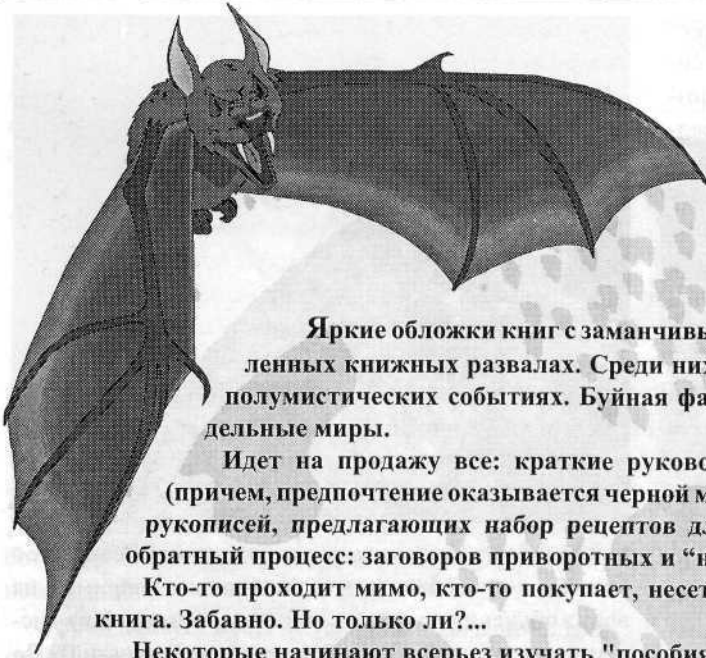 Яркие обложки книг с заманчивы
ленных книжных развалах. Среди них
полумистических событиях. Буйная фа
дельные миры.
Идет на продажу все: краткие руково
(причем, предпочтение оказывается черной м
рукописей, предлагающих набор рецептов дл
обратный процесс: заговоров приворотных и “н
Кто-то проходит мимо, кто-то покупает, несет
книга. Забавно. Но только ли?...
Некоторые начинают всерьез изучать "пособия